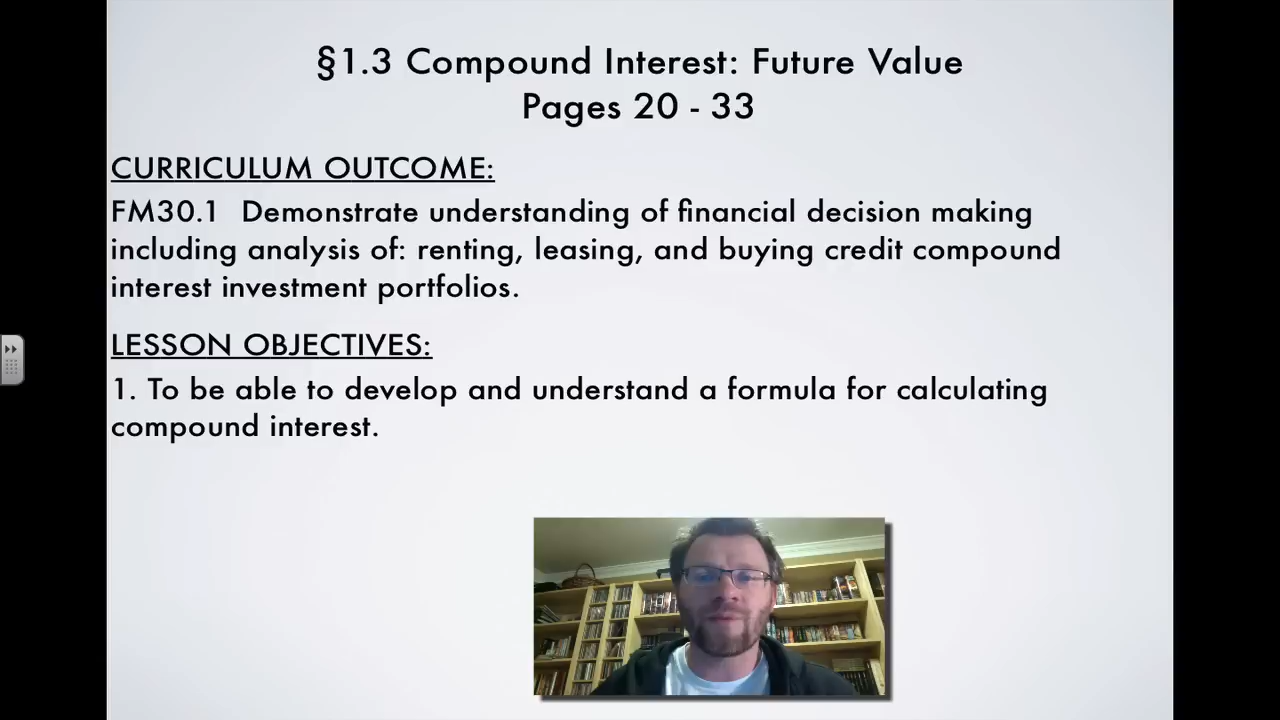 §1.3 Compound Interest: Future Value
Pages 20 - 33
CURRICULUM OUTCOME:
FM30.1 Demonstrate understanding of financial decision making
including analysis of: renting, leasing, and buying credit compound
interest investment portfolios.
LESSON OBJECTIVES:
1. To be able to develop and understand a formula for calculating
compound interest.